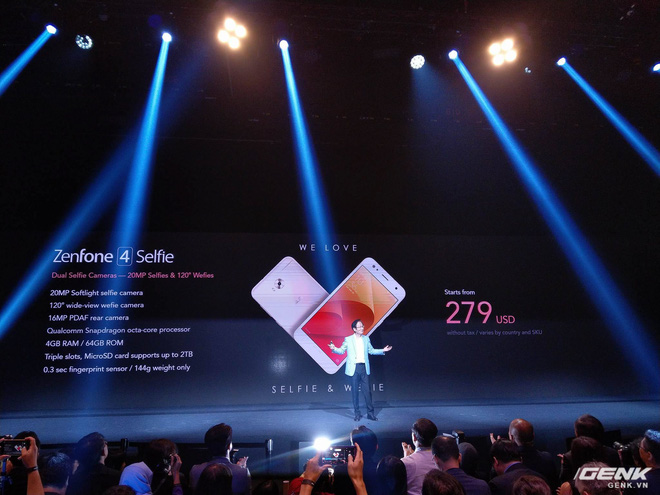 Zenfone 4 Selfie
Dual Selfie Cameras — 20MP Selfies & 120° Wefies
20MP Softlight selfie camera
120° wide-view wefie camera
16MP PDAF rear camera
Qualcomm Snapdragon octa-core processor
4GB RAM / 64GB ROM
Triple slots, MicroSD card supports up to 2TB
0.3 sec fingerprint sensor / 144g weight only
WE LOVE
SELFIE & WEFIE
Starts from
279 USD
without tax / varies by country and SKU
GENK
GENK.VN